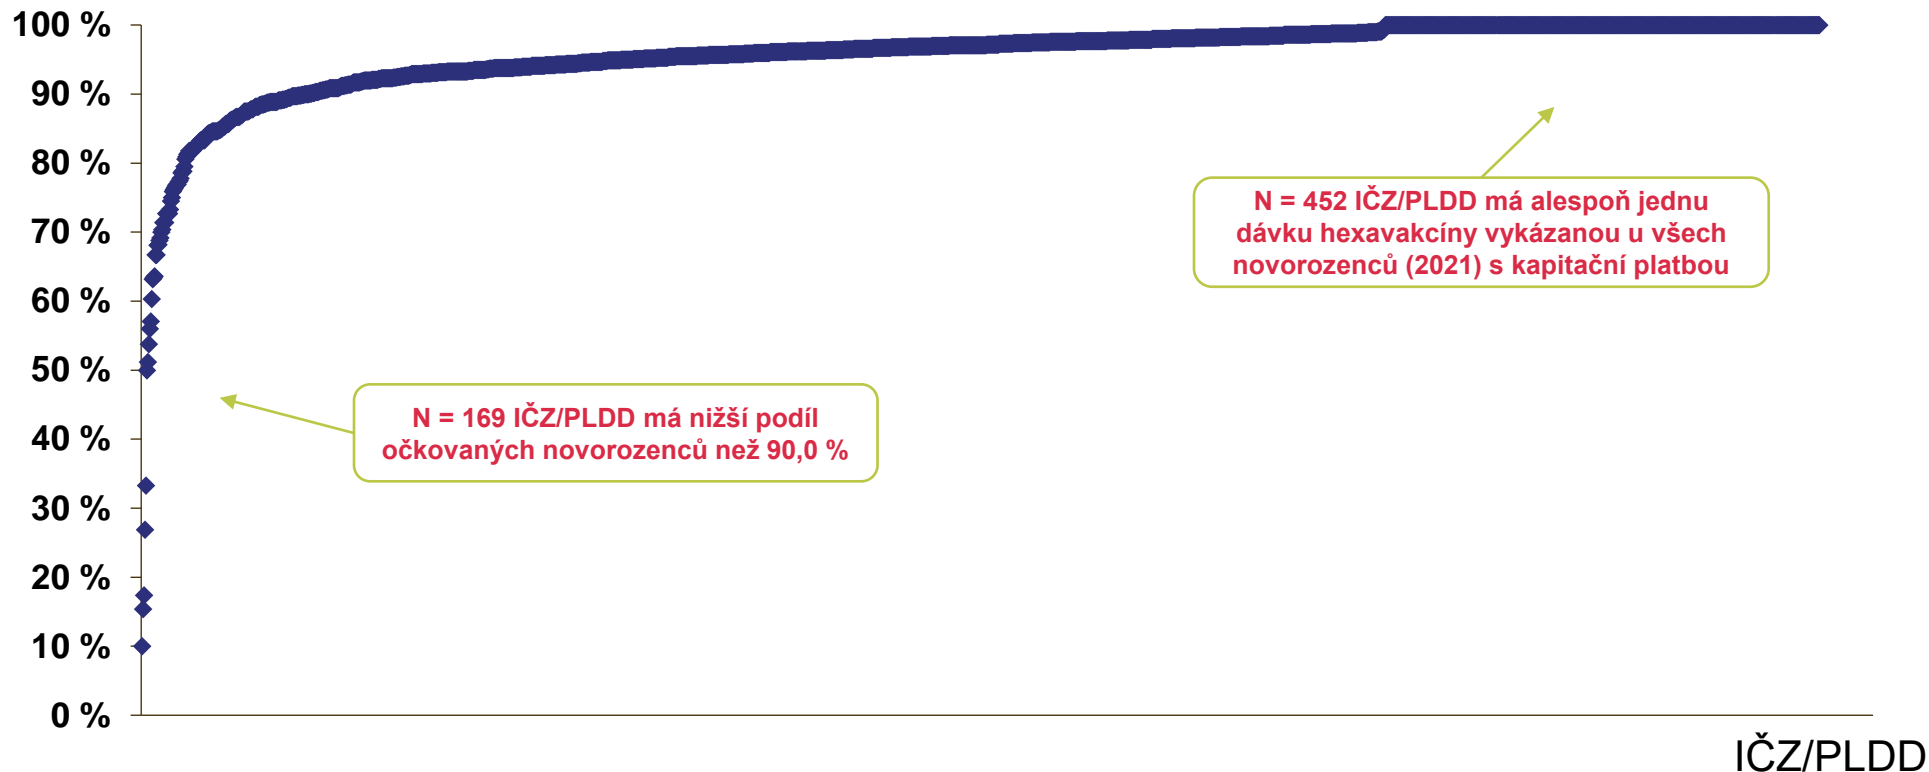 100 %
90 %
80 %
70 %
60 %
50 %
40 %
30 %
20 %
10 %
0 %
N = 452 IČZ/PLDD má alespoň jednu
dávku hexavakcíny vykázanou u všech
novorozenců (2021) s kapitační platbou
N = 169 IČZ/PLDD má nižší podíl
očkovaných novorozenců než 90,0 %
IČZ/PLDD